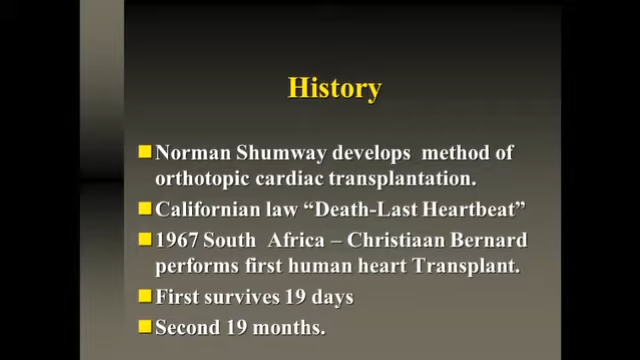 History
Norman Shumway develops method of
orthotopic cardiac transplantation.
Californian law “Death-Last Heartbeat”
1967 South Africa – Christiaan Bernard
performs first human heart Transplant.
First survives 19 days
Second 19 months.